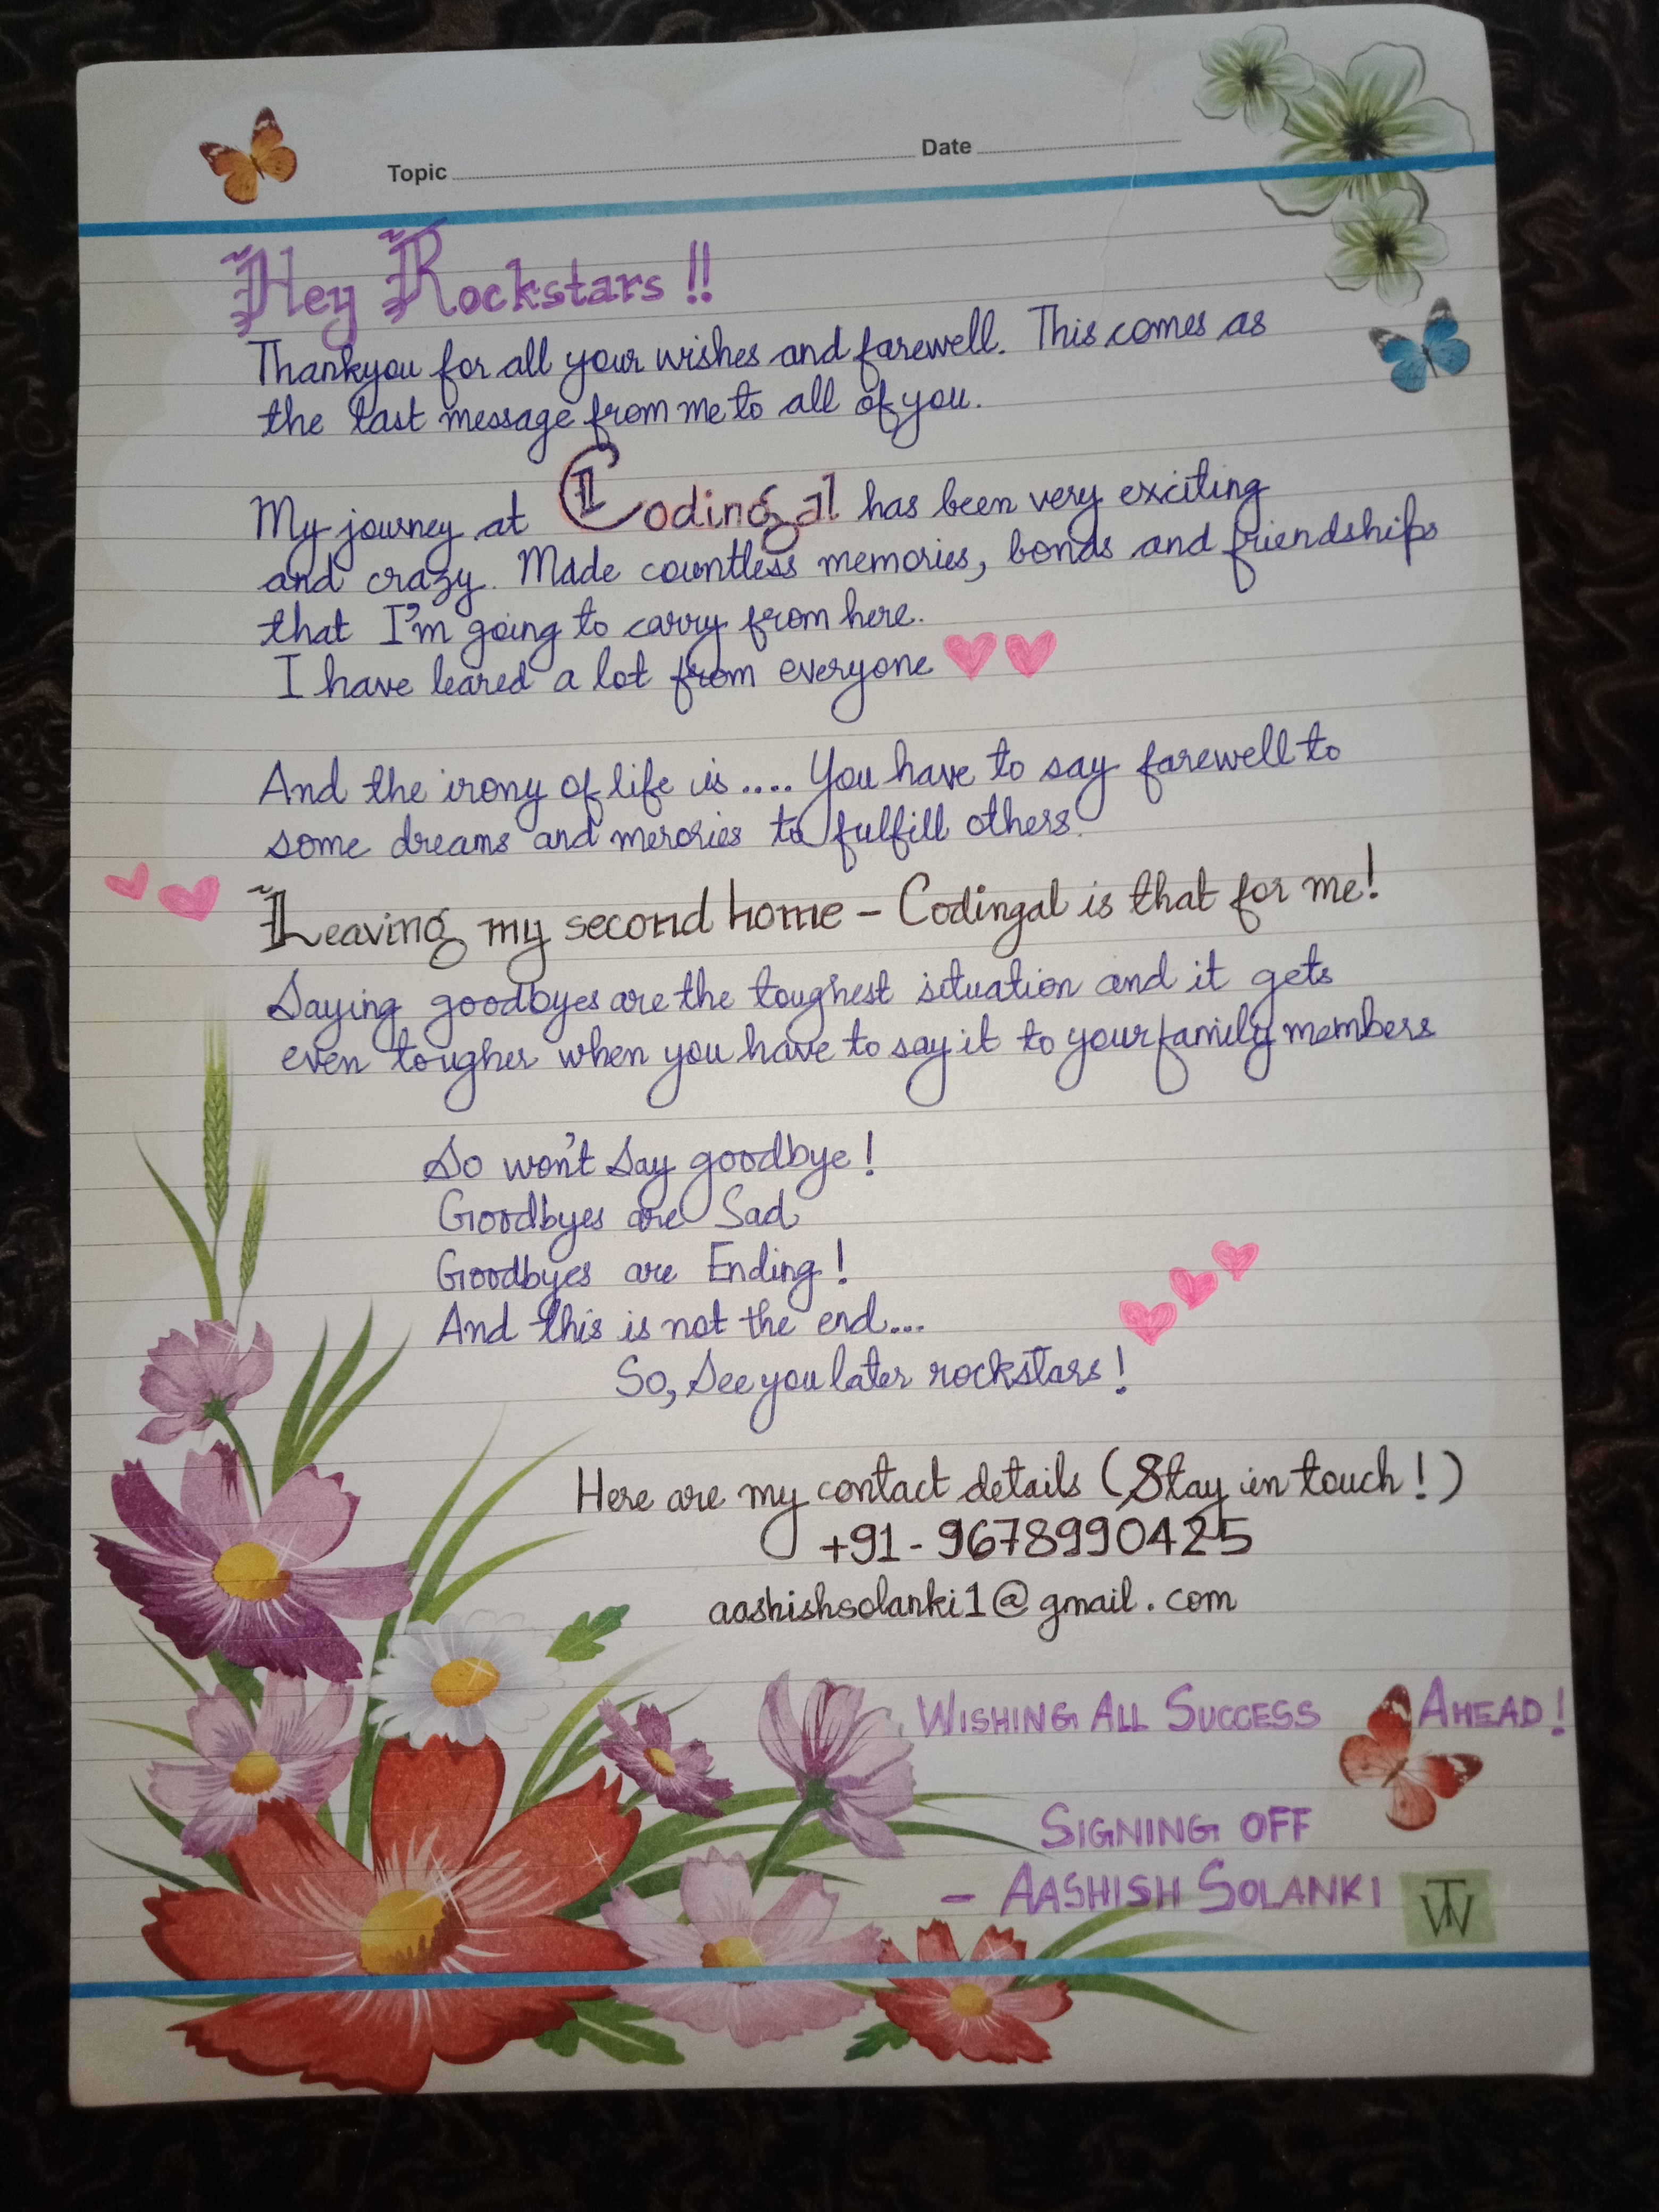 Topic Date
Hey Rockstars !!
Thankyou for all your wishes and farewell. This comes as
the last message from me to all of you.
My journey at Codingal has been very exciting
and crazy. Made countless memories, bonds and friendships
that I'm going to carry from here.
I have leared a lot from everyone
And the irony of life is .... You have to say farewell to
some dreams and merories to fulfill others.
Leaving my second home - Codingal is that for me!
Saying goodbyes are the toughest situation and it gets
even tougher when you have to say it to your family members
So won't Say goodbye!
Goodbyes are Sad
Goodbyes are Ending!
And this is not the end...
So, See you later rockstars!
Here are my contact details (Stay in touch!)
+91-9678990425
aashishsolanki1@gmail.com
WISHING ALL SUCCESS AHEAD!
SIGNING OFF
- AASHISH SOLANKI